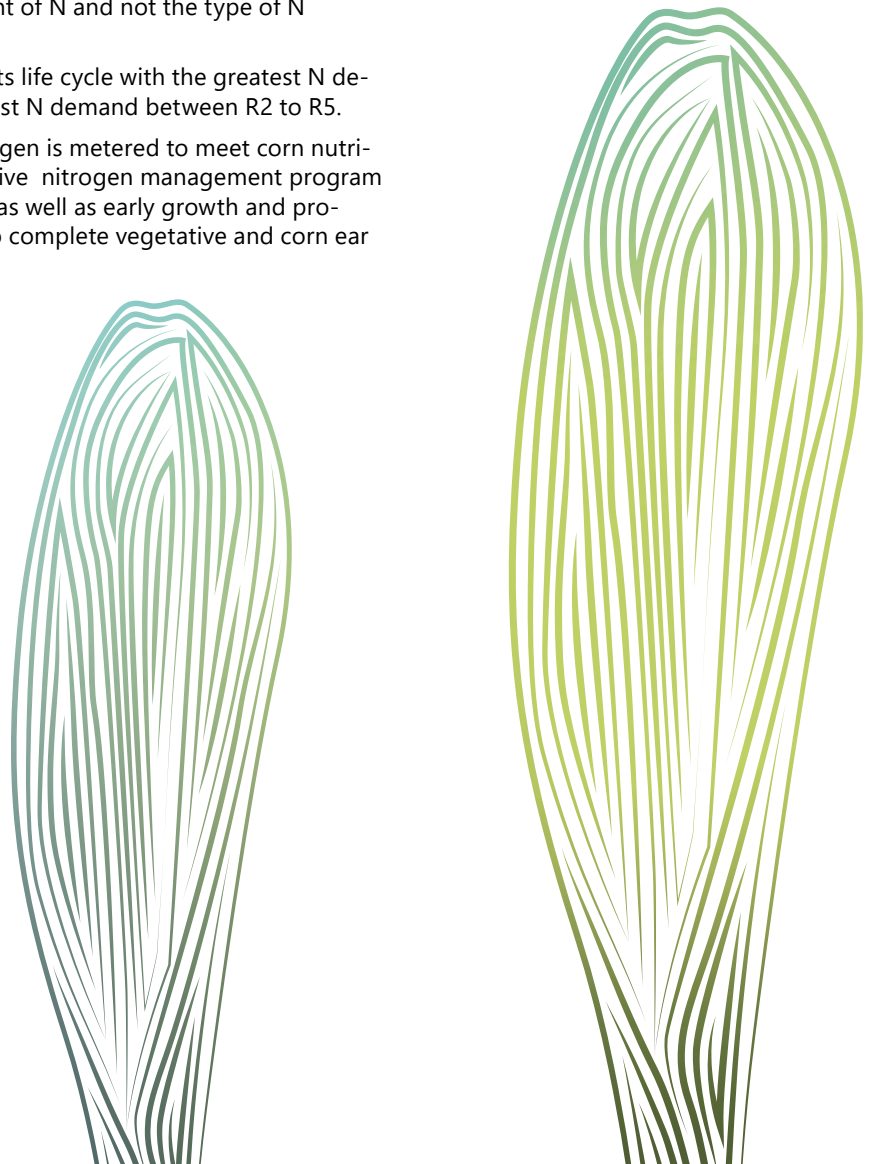 nt of N and not the type of N
ts life cycle with the greatest N de-
st N demand between R2 to R5.
gen is metered to meet corn nutri-
ive  nitrogen management program
as well as early growth and pro-
o complete vegetative and corn ear